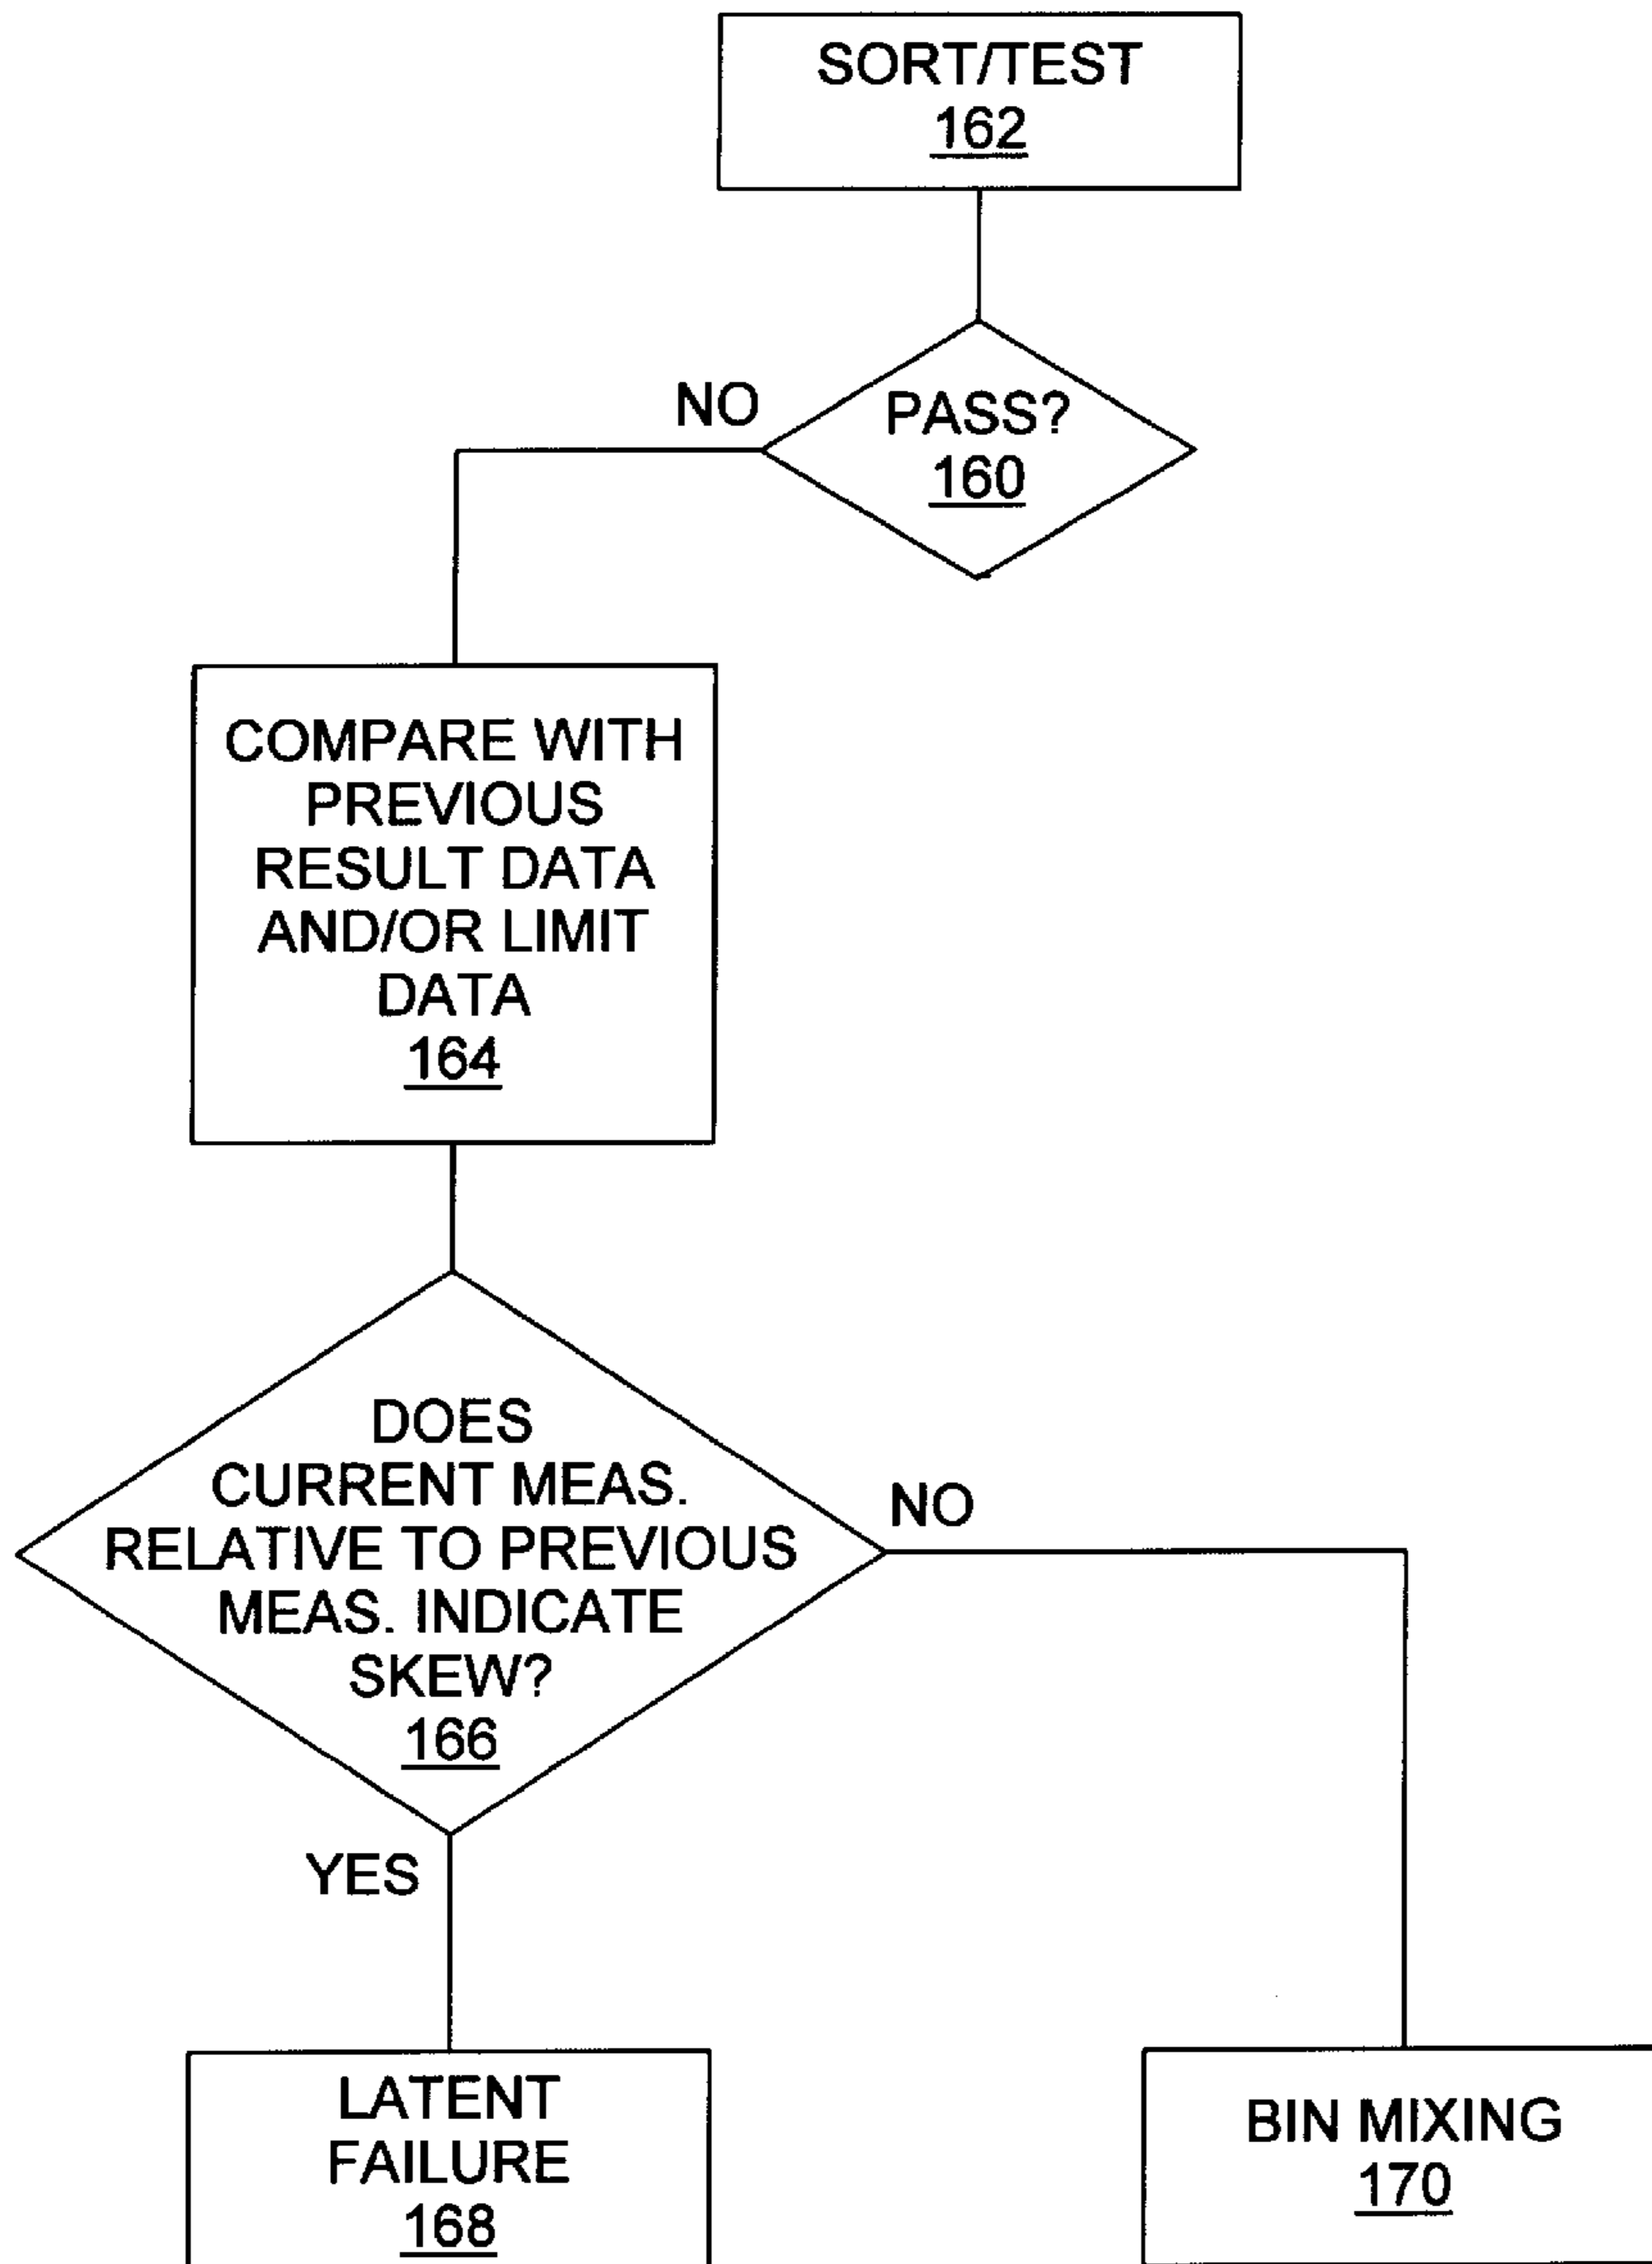 SORT/TEST
162
NO
PASS?
160
COMPARE WITH
PREVIOUS
RESULT DATA
AND/OR LIMIT
DATA
164
DOES
CURRENT MEAS.
RELATIVE TO PREVIOUS
MEAS. INDICATE
SKEW?
166
NO
YES
LATENT
FAILURE
168
BIN MIXING
170